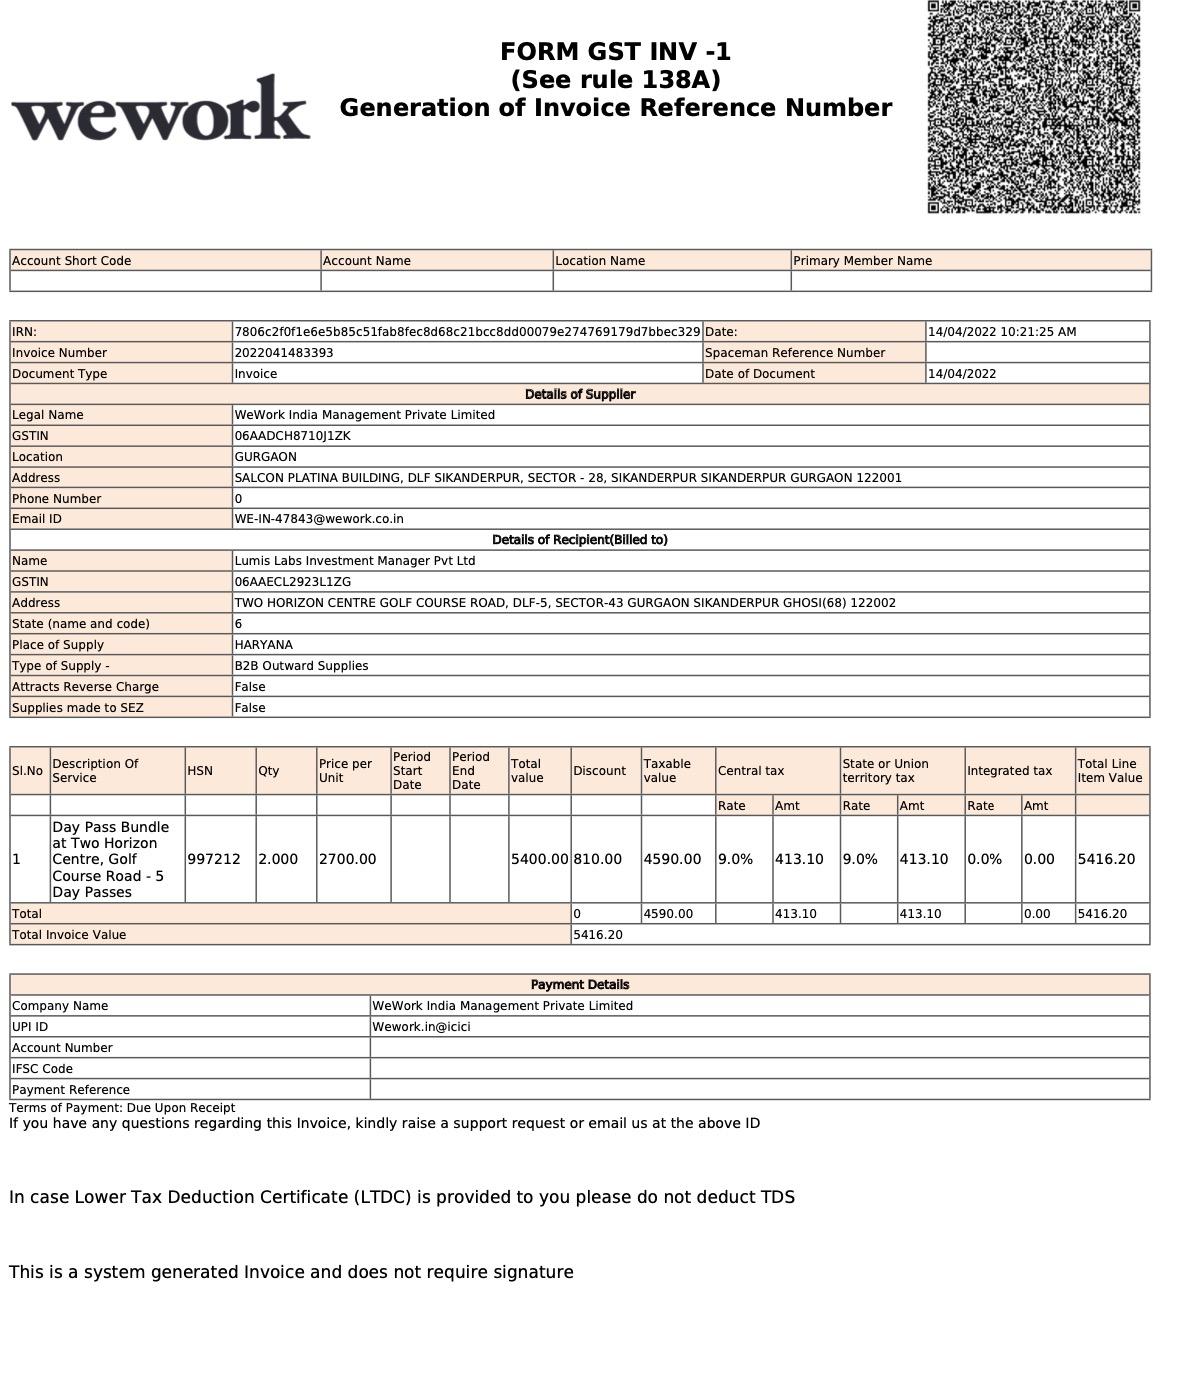 wework
FORM GST INV -1
(See rule 138A)
Generation of Invoice Reference Number
Account Short Code Account Name Location Name Primary Member Name
IRN: 7806c2f0f1e6e5b85c51fab8fec8d68c21bcc8dd00079e274769179d7bbec329 Date: 14/04/2022 10:21:25 AM
Invoice Number 2022041483393 Spaceman Reference Number
Document Type Invoice Date of Document 14/04/2022
Details of Supplier
Legal Name WeWork India Management Private Limited
GSTIN 06AADCH8710J1ZK
Location GURGAON
Address SALCON PLATINA BUILDING, DLF SIKANDERPUR, SECTOR - 28, SIKANDERPUR SIKANDERPUR GURGAON 122001
Phone Number 0
Email ID WE-IN-47843@wework.co.in
Details of Recipient(Billed to)
Name Lumis Labs Investment Manager Pvt Ltd
GSTIN 06AAECL2923L1ZG
Address TWO HORIZON CENTRE GOLF COURSE ROAD, DLF-5, SECTOR-43 GURGAON SIKANDERPUR GHOSI(68) 122002
State (name and code) 6
Place of Supply HARYANA
Type of Supply - B2B Outward Supplies
Attracts Reverse Charge False
Supplies made to SEZ False
Sl.No Description Of Service HSN Qty Price per Unit Period Start Date Period End Date Total value Discount Taxable value Central tax State or Union territory tax Integrated tax Total Line Item Value
Rate Amt Rate Amt Rate Amt
1 Day Pass Bundle at Two Horizon Centre, Golf Course Road - 5 Day Passes 997212 2.000 2700.00 5400.00 810.00 4590.00 9.0% 413.10 9.0% 413.10 0.0% 0.00 5416.20
Total 0 4590.00 413.10 413.10 0.00 5416.20
Total Invoice Value 5416.20
Payment Details
Company Name WeWork India Management Private Limited
UPI ID Wework.in@icici
Account Number
IFSC Code
Payment Reference
Terms of Payment: Due Upon Receipt
If you have any questions regarding this Invoice, kindly raise a support request or email us at the above ID
In case Lower Tax Deduction Certificate (LTDC) is provided to you please do not deduct TDS
This is a system generated Invoice and does not require signature